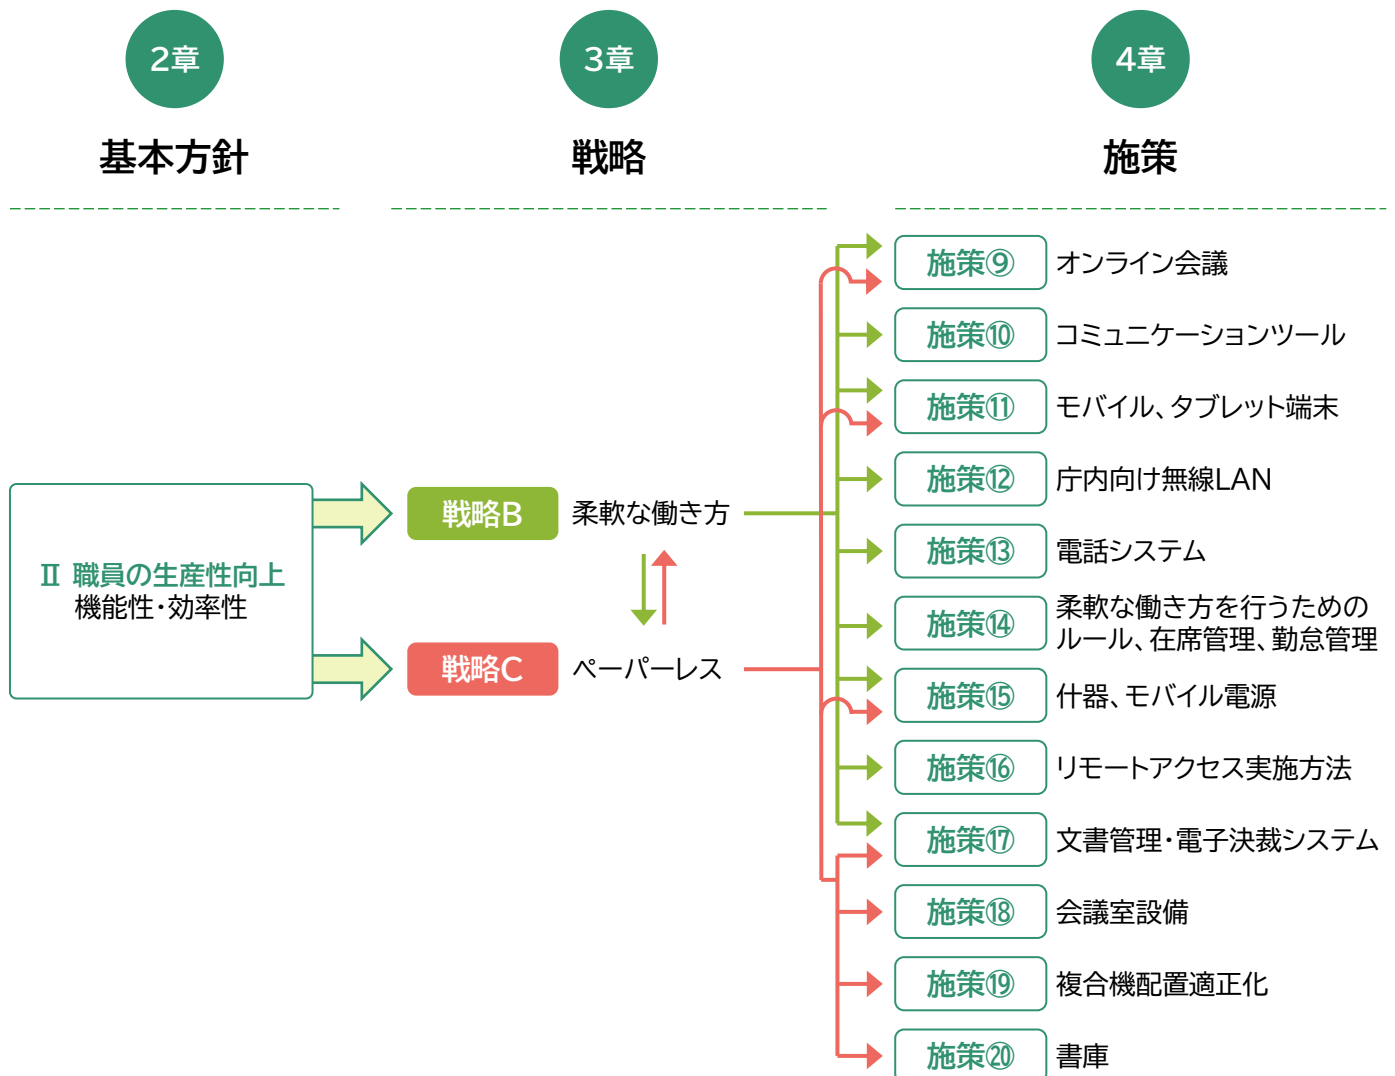 2章
3章
4章
基本方針
戦略
施策
Ⅱ 職員の生産性向上
機能性・効率性
戦略B
柔軟な働き方
戦略C
ペーパーレス
施策⑨
オンライン会議
施策⑩
コミュニケーションツール
施策⑪
モバイル、タブレット端末
施策⑫
庁内向け無線LAN
施策⑬
電話システム
施策⑭
柔軟な働き方を行うための
ルール、在席管理、勤怠管理
施策⑮
什器、モバイル電源
施策⑯
リモートアクセス実施方法
施策⑰
文書管理・電子決裁システム
施策⑱
会議室設備
施策⑲
複合機配置適正化
施策⑳
書庫